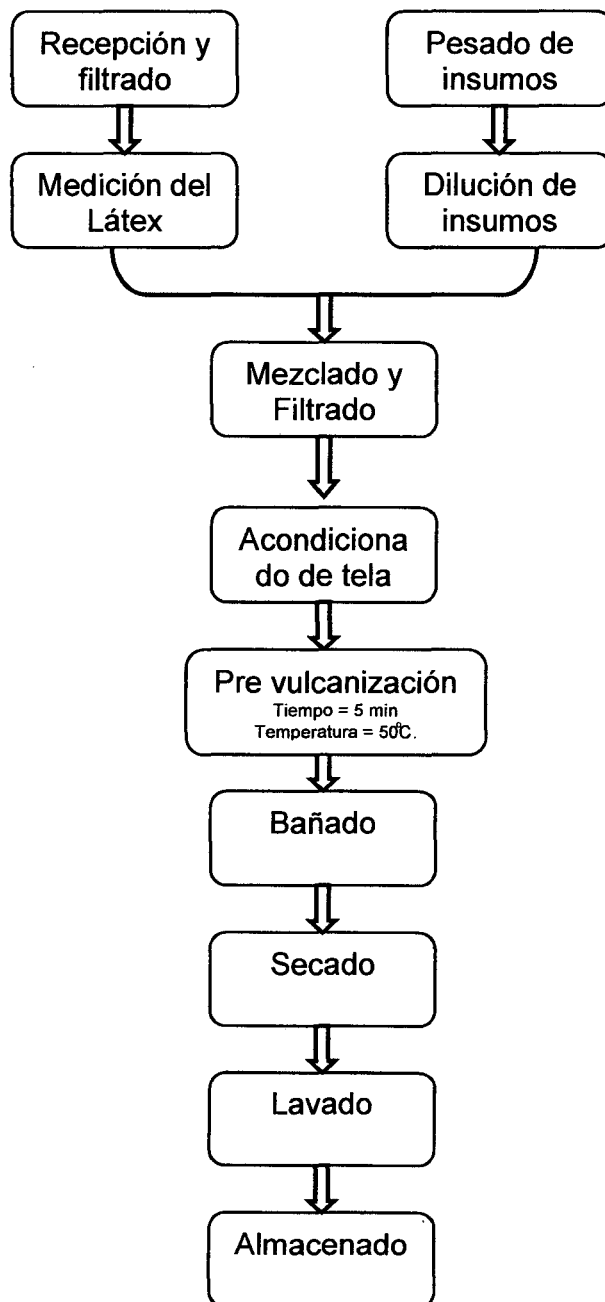 Recepción y
filtrado
Pesado de
insumos
Medición del
Látex
Dilución de
insumos
Mezclado y
Filtrado
Acondiciona
do de tela
Pre vulcanización
Tiempo = 5 min
Temperatura = 50°C.
Bañado
Secado
Lavado
Almacenado